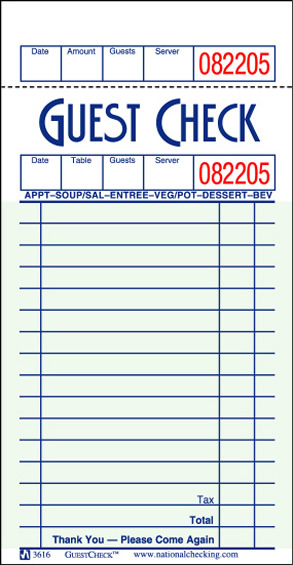 Date Amount Guests Server 082205
GUEST CHECK
Date Table Guests Server 082205
APPT–SOUP/SAL–ENTREE–VEG/POT–DESSERT–BEV
Tax
Total
Thank You — Please Come Again
3616 GUESTCHECK™ www.nationalchecking.com